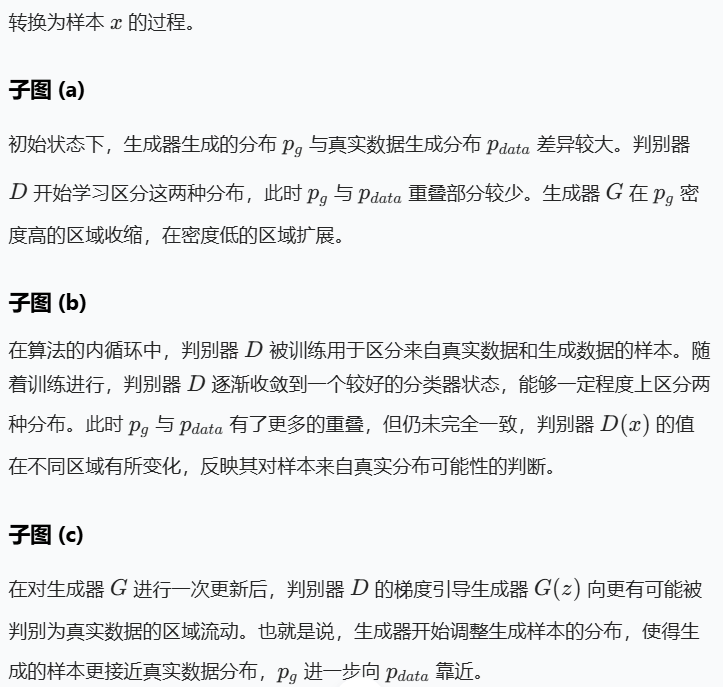 转换为样本 x 的过程。
子图 (a)
初始状态下，生成器生成的分布 p_g 与真实数据生成分布 p_{data} 差异较大。判别器
D 开始学习区分这两种分布，此时 p_g 与 p_{data} 重叠部分较少。生成器 G 在 p_g 密
度高的区域收缩，在密度低的区域扩展。
子图 (b)
在算法的内循环中，判别器 D 被训练用于区分来自真实数据和生成数据的样本。随
着训练进行，判别器 D 逐渐收敛到一个较好的分类器状态，能够一定程度上区分两
种分布。此时 p_g 与 p_{data} 有了更多的重叠，但仍未完全一致，判别器 D(x) 的值
在不同区域有所变化，反映其对样本来自真实分布可能性的判断。
子图 (c)
在对生成器 G 进行一次更新后，判别器 D 的梯度引导生成器 G(z) 向更有可能被
判别为真实数据的区域流动。也就是说，生成器开始调整生成样本的分布，使得生
成的样本更接近真实数据分布，p_g 进一步向 p_{data} 靠近。